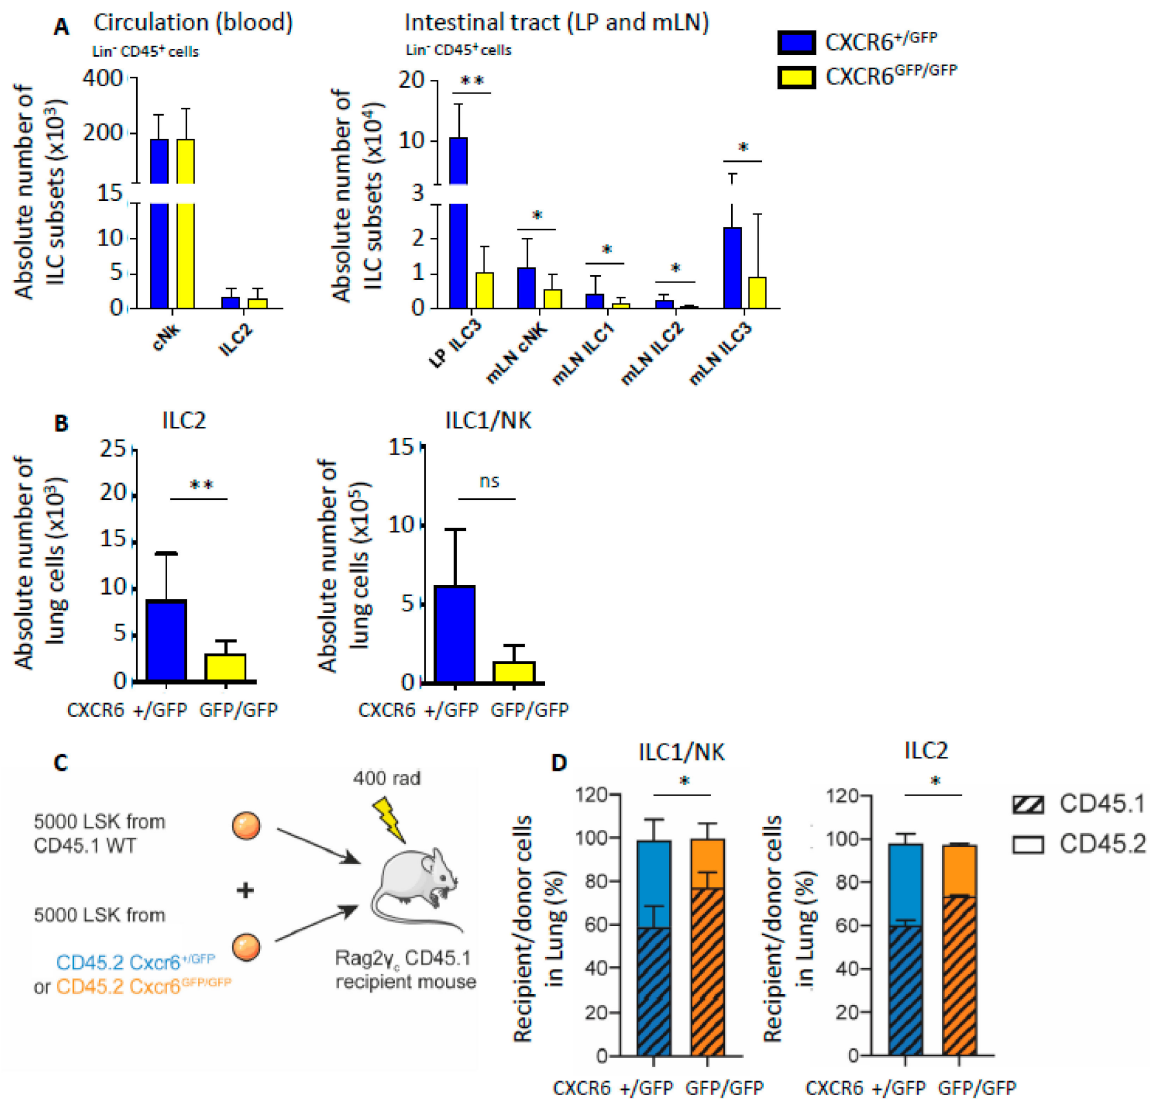 A Circulation (blood)
Lin⁻ CD45⁺ cells
Absolute number of
ILC subsets (x10³)
400
200
15
10
5
0
cNk
ILC2
Intestinal tract (LP and mLN)
Lin⁻ CD45⁺ cells
Absolute number of
ILC subsets (x10⁴)
20
10
3
3
2
1
0
**
*
*
*
*
LP ILC3
mLN cNK
mLN ILC1
mLN ILC2
mLN ILC3
CXCR6⁺/ᴳᶠᴾ
CXCR6ᴳᶠᴾ/ᴳᶠᴾ
B
ILC2
Absolute number of
lung cells (x10³)
25
20
15
10
5
0
**
CXCR6 +/GFP GFP/GFP
ILC1/NK
Absolute number of
lung cells (x10⁵)
15
10
5
0
ns
CXCR6 +/GFP GFP/GFP
C
400 rad
5000 LSK from
CD45.1 WT
+
5000 LSK from
CD45.2 Cxcr6⁺/ᴳᶠᴾ
or CD45.2 Cxcr6ᴳᶠᴾ/ᴳᶠᴾ
Rag2γc CD45.1
recipient mouse
D
ILC1/NK
Recipient/donor cells
in Lung (%)
120
100
80
60
40
20
0
*
CXCR6 +/GFP GFP/GFP
ILC2
Recipient/donor cells
in Lung (%)
120
100
80
60
40
20
0
*
CXCR6 +/GFP GFP/GFP
CD45.1
CD45.2